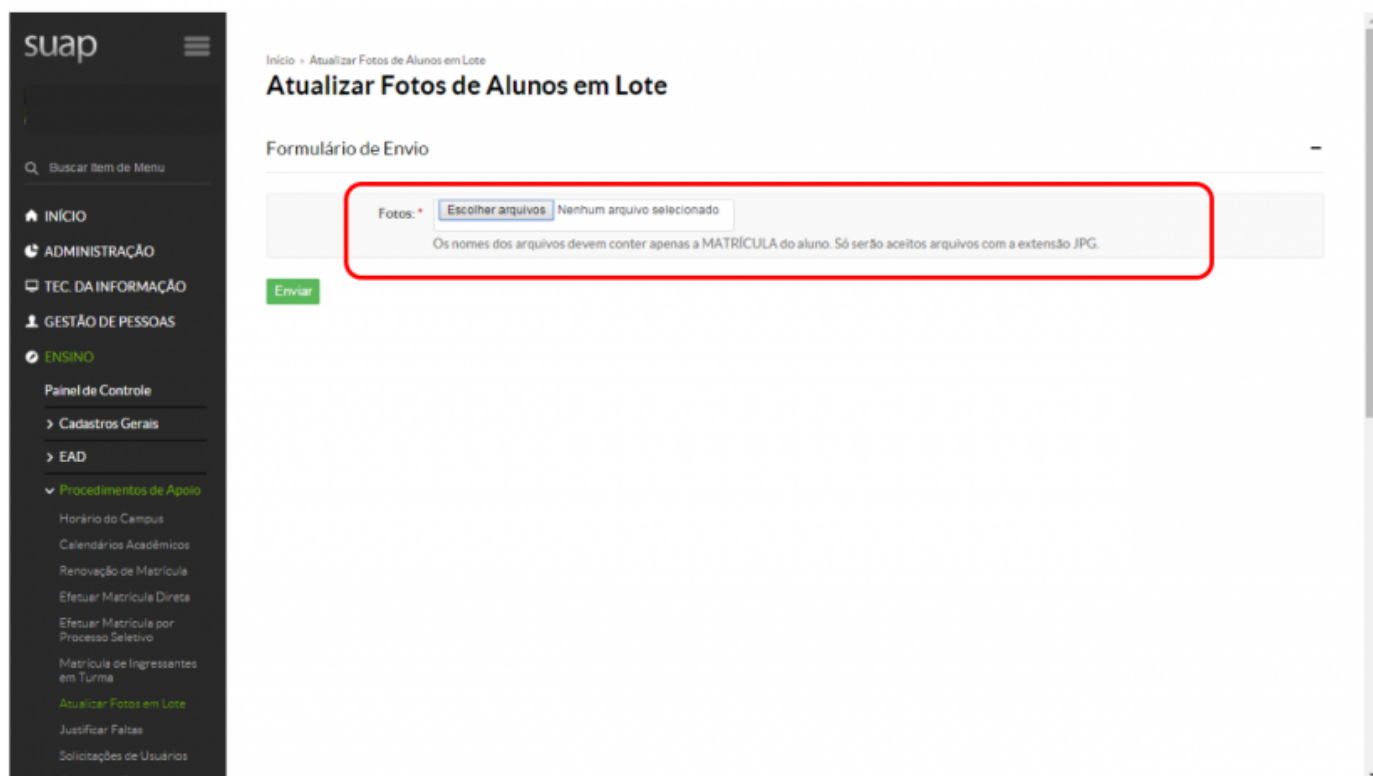 suap
Buscar Item de Menu
INÍCIO
ADMINISTRAÇÃO
TEC. DA INFORMAÇÃO
GESTÃO DE PESSOAS
ENSINO
Painel de Controle
Cadastros Gerais
EAD
Procedimentos de Apoio
Horário do Campus
Calendários Acadêmicos
Renovação de Matrícula
Efetuar Matrícula Direta
Efetuar Matrícula por
Processo Seletivo
Matrícula de Ingressantes
em Turma
Atualizar Fotos em Lote
Justificar Faltas
Solicitações de Usuários
Início » Atualizar Fotos de Alunos em Lote
Atualizar Fotos de Alunos em Lote
Formulário de Envio
Fotos: * Escolher arquivos Nenhum arquivo selecionado
Os nomes dos arquivos devem conter apenas a MATRÍCULA do aluno. Só serão aceitos arquivos com a extensão JPG.
Enviar